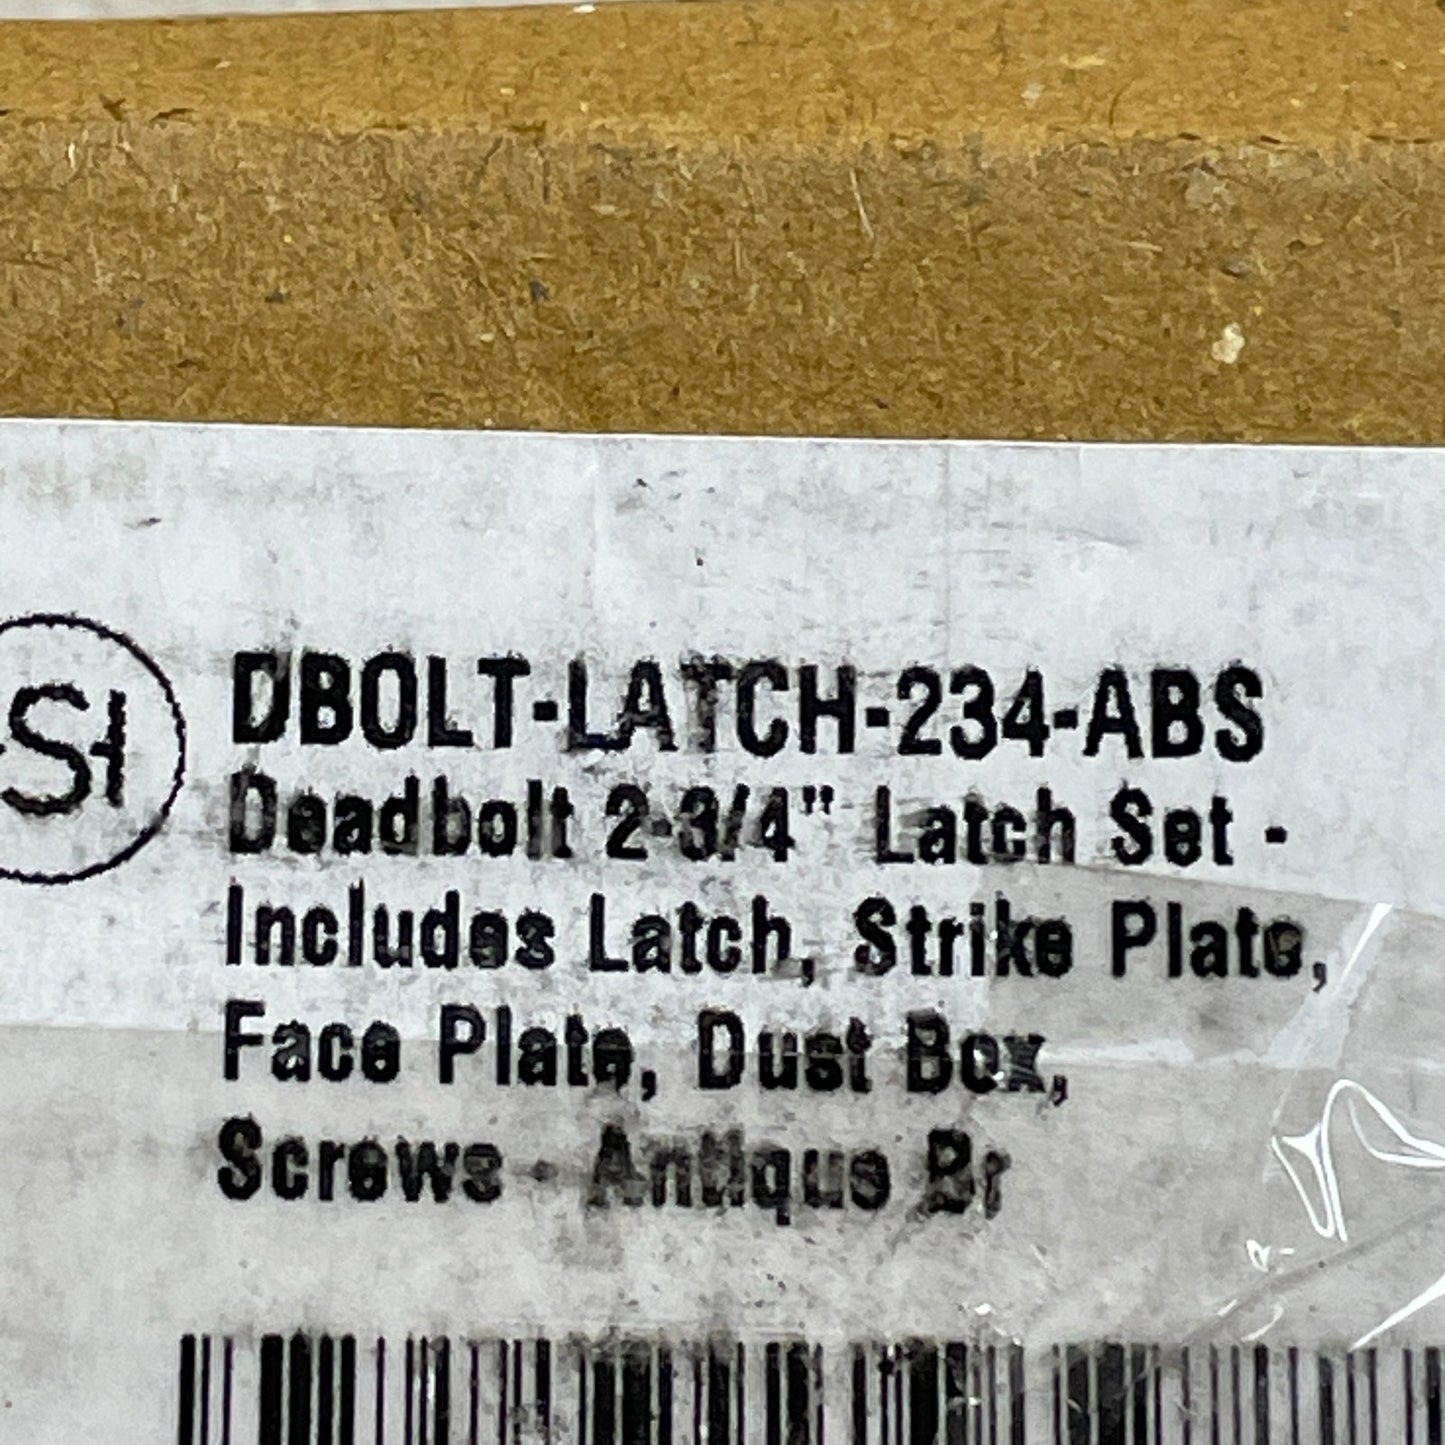 SH
DBOLT-LATCH-234-ABS
Deadbolt 2-3/4" Latch Set -
Includes Latch, Strike Plate,
Face Plate, Dust Box,
Screws - Antique Br